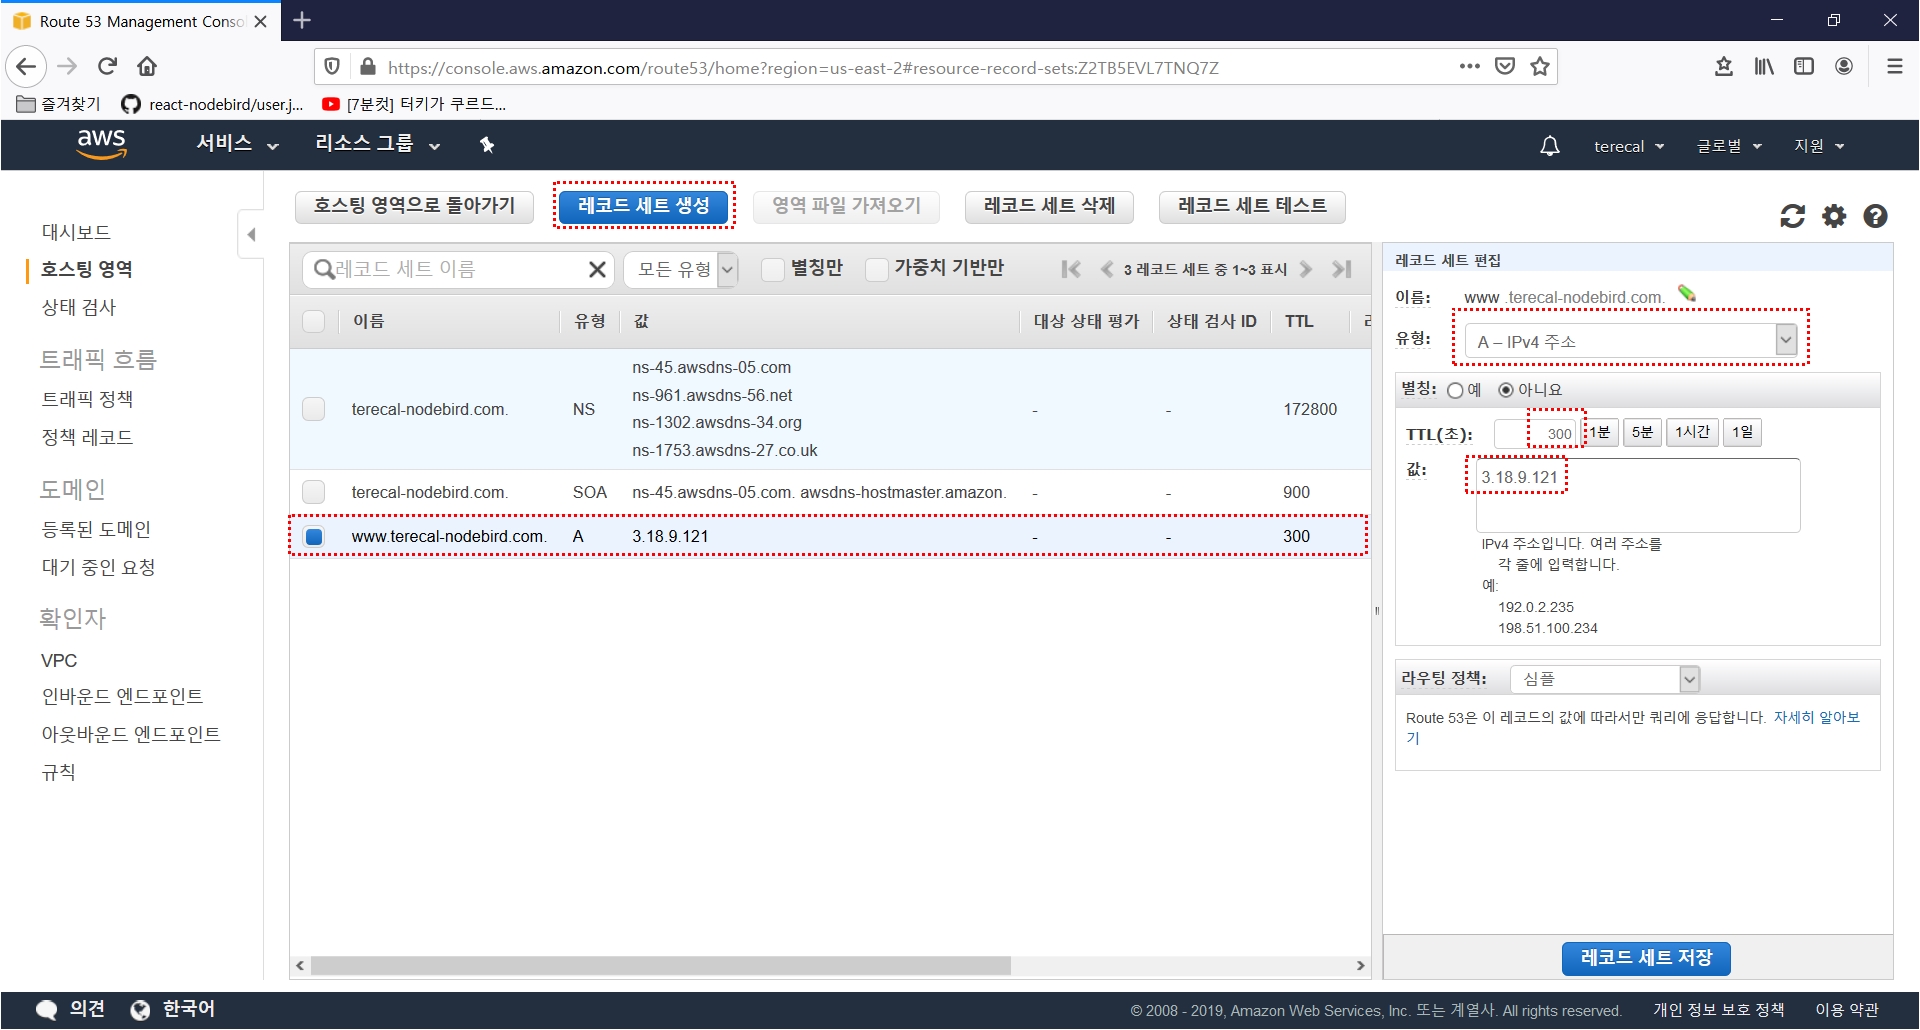 Route 53 Management Conso
https://console.aws.amazon.com/route53/home?region=us-east-2#resource-record-sets:Z2TB5EVL7TNQ7Z
즐겨찾기 react-nodebird/user.j... [7분컷] 터키가 쿠르드...
aws 서비스 리소스 그룹 terecal 글로벌 지원
대시보드
호스팅 영역
상태 검사
트래픽 흐름
트래픽 정책
정책 레코드
도메인
등록된 도메인
대기 중인 요청
확인자
VPC
인바운드 엔드포인트
아웃바운드 엔드포인트
규칙
호스팅 영역으로 돌아가기 레코드 세트 생성 영역 파일 가져오기 레코드 세트 삭제 레코드 세트 테스트
레코드 세트 이름 모든 유형 별칭만 가중치 기반만 3 레코드 세트 중 1~3 표시
이름 유형 값 대상 상태 평가 상태 검사 ID TTL
ns-45.awsdns-05.com
ns-961.awsdns-56.net
terecal-nodebird.com. NS - - 172800
ns-1302.awsdns-34.org
ns-1753.awsdns-27.co.uk
terecal-nodebird.com. SOA ns-45.awsdns-05.com. awsdns-hostmaster.amazon. - - 900
www.terecal-nodebird.com. A 3.18.9.121 - - 300
레코드 세트 편집
이름: www .terecal-nodebird.com.
유형: A – IPv4 주소
별칭: 예 아니요
TTL(초): 300 1분 5분 1시간 1일
값: 3.18.9.121
IPv4 주소입니다. 여러 주소를
각 줄에 입력합니다.
예:
192.0.2.235
198.51.100.234
라우팅 정책: 심플
Route 53은 이 레코드의 값에 따라서만 쿼리에 응답합니다. 자세히 알아보
기
레코드 세트 저장
의견 한국어 © 2008 - 2019, Amazon Web Services, Inc. 또는 계열사. All rights reserved. 개인 정보 보호 정책 이용 약관